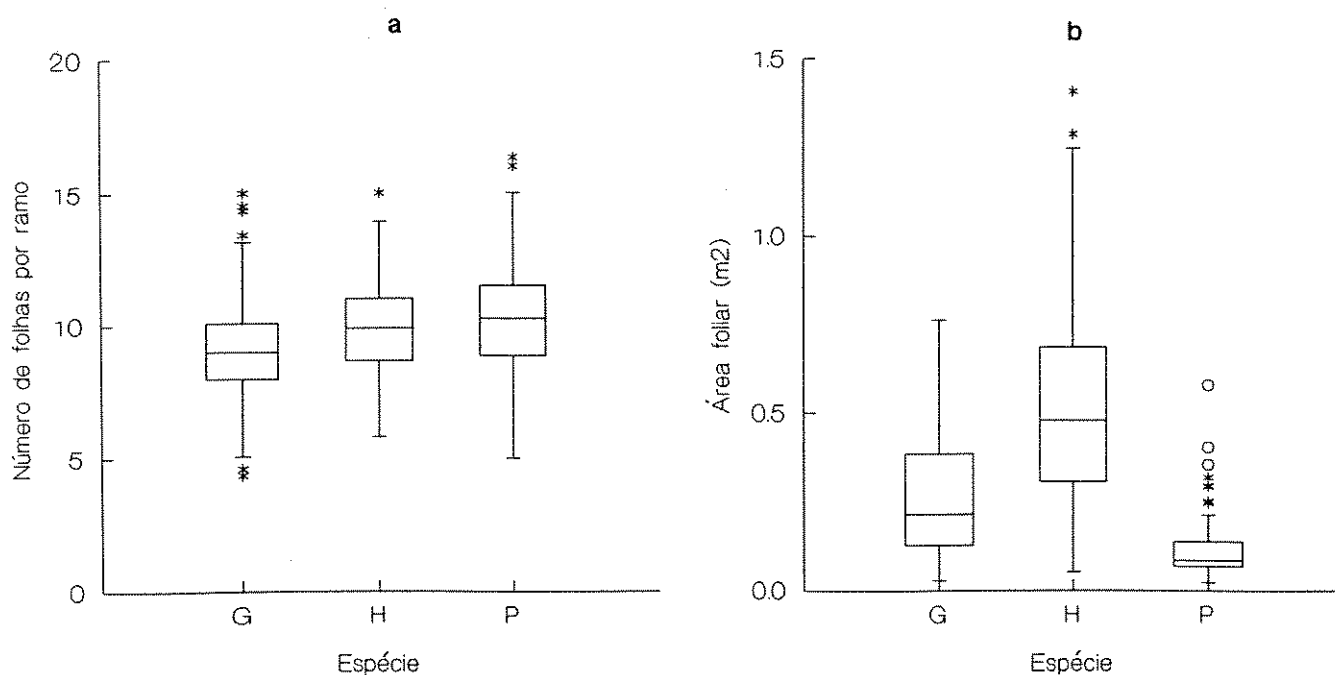 a
20
15
10
5
0
Número de folhas por ramo
G H P
Espécie
b
1.5
1.0
0.5
0.0
Área foliar (m2)
G H P
Espécie